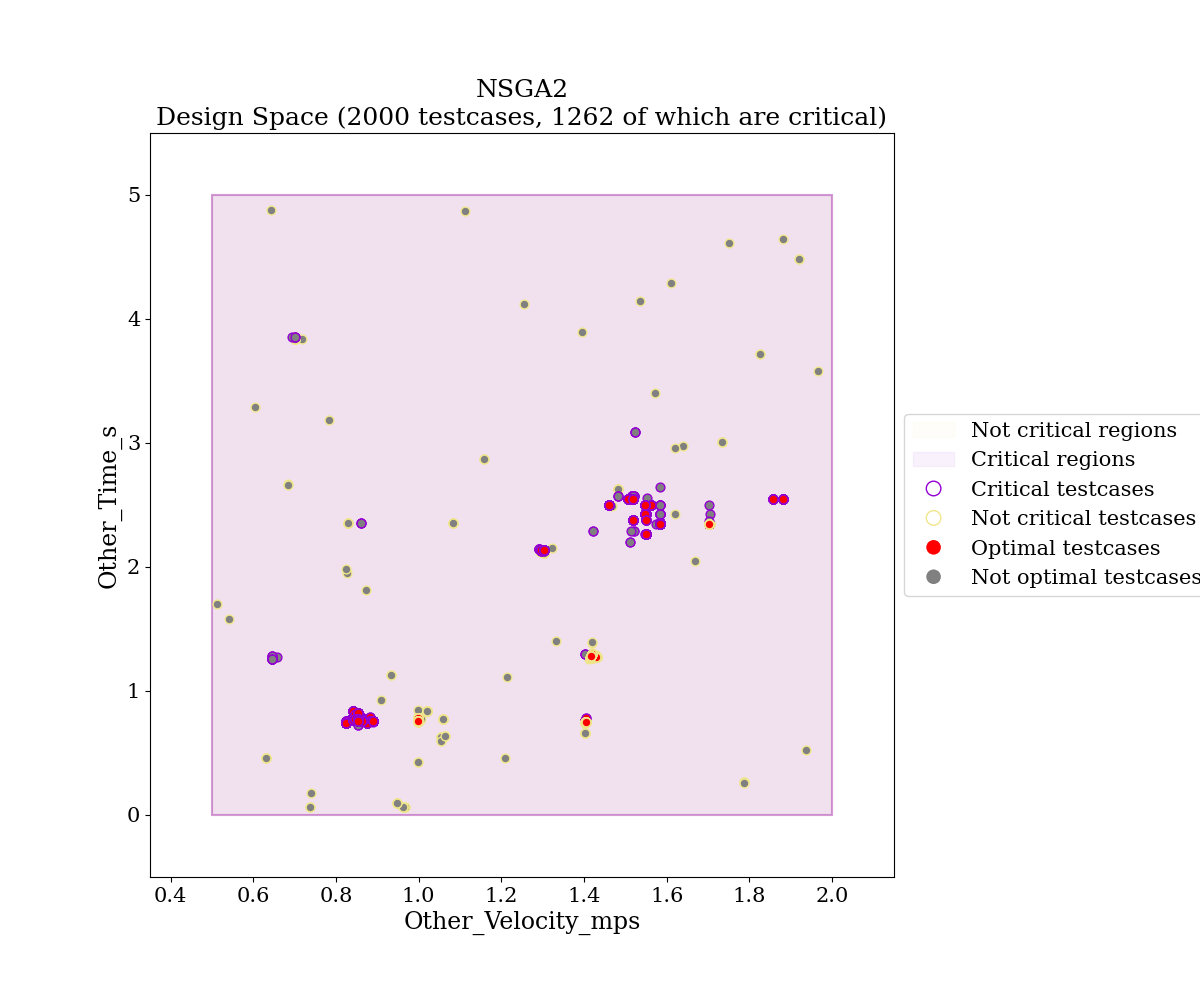 NSGA2
Design Space (2000 testcases, 1262 of which are critical)
Other_Time_s
5
4
3
2
1
0
0.4 0.6 0.8 1.0 1.2 1.4 1.6 1.8 2.0
Other_Velocity_mps
Not critical regions
Critical regions
Critical testcases
Not critical testcases
Optimal testcases
Not optimal testcases